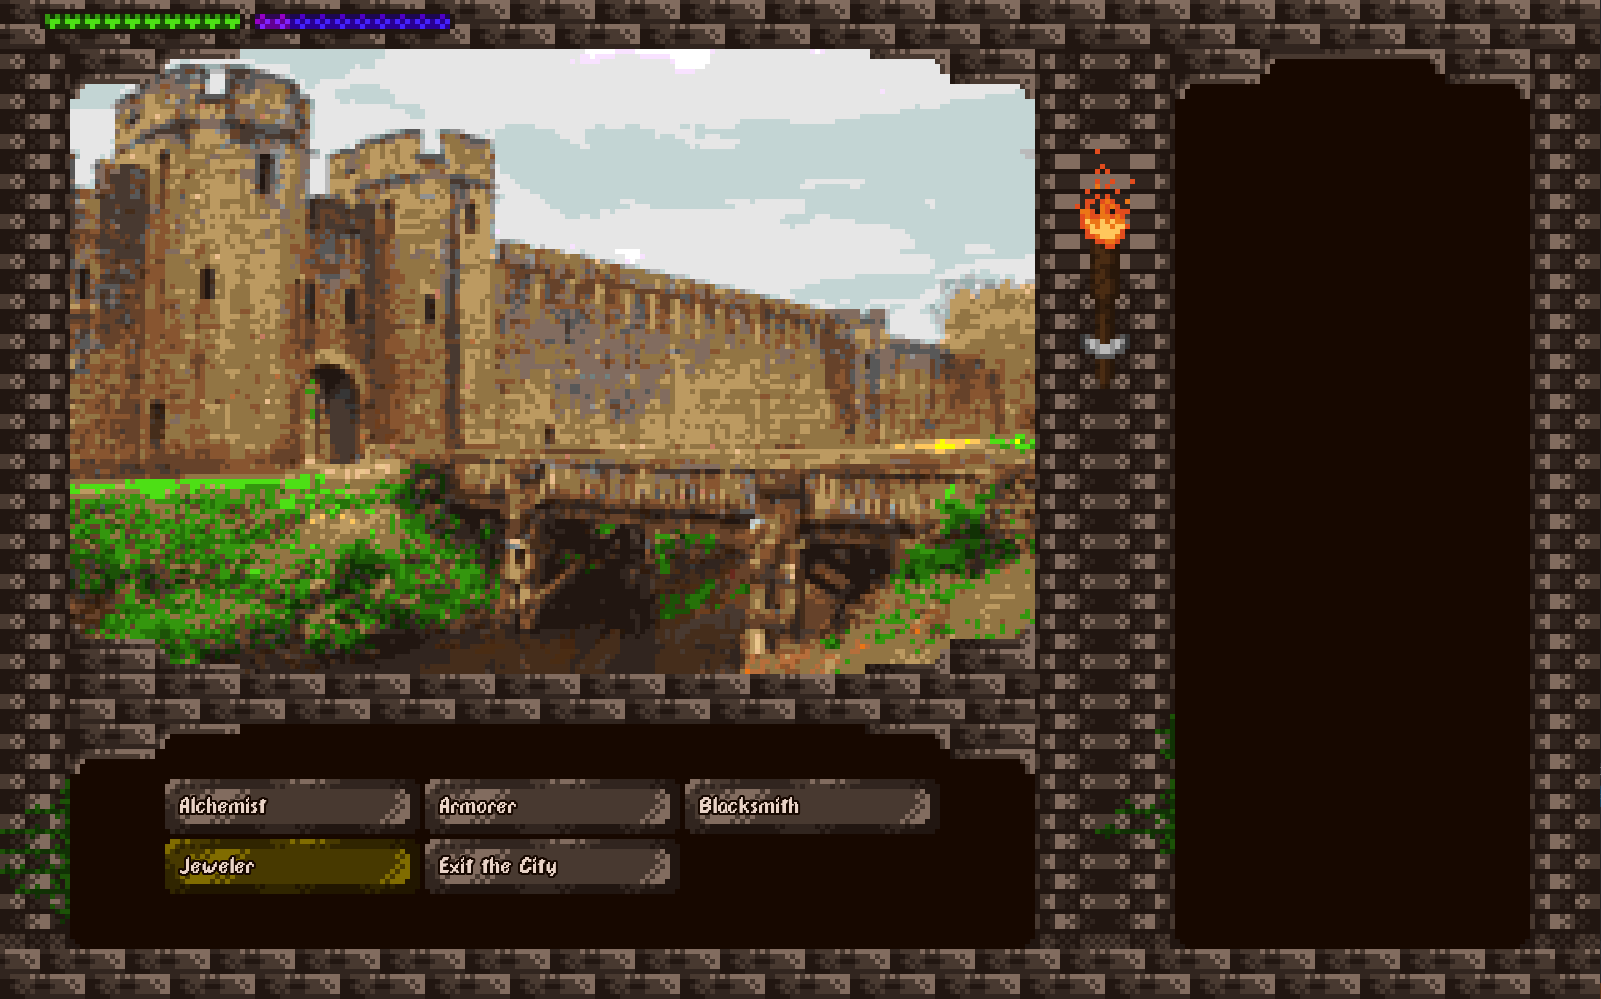 Alchemist
Armorer
Blacksmith
Jeweler
Exit the City